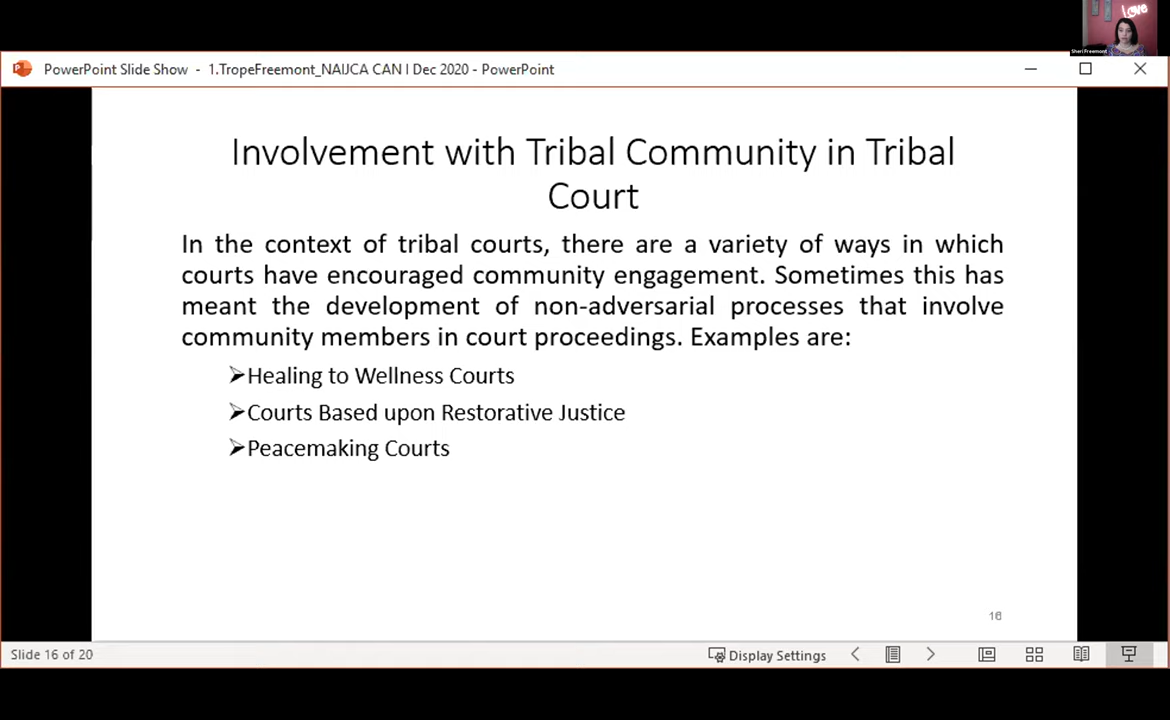 Love
Sheri Freemont
PowerPoint Slide Show - 1.TropeFreemont_NAIJCA CAN I Dec 2020 - PowerPoint
Involvement with Tribal Community in Tribal
Court
In the context of tribal courts, there are a variety of ways in which
courts have encouraged community engagement. Sometimes this has
meant the development of non-adversarial processes that involve
community members in court proceedings. Examples are:
➢Healing to Wellness Courts
➢Courts Based upon Restorative Justice
➢Peacemaking Courts
16
Slide 16 of 20
Display Settings